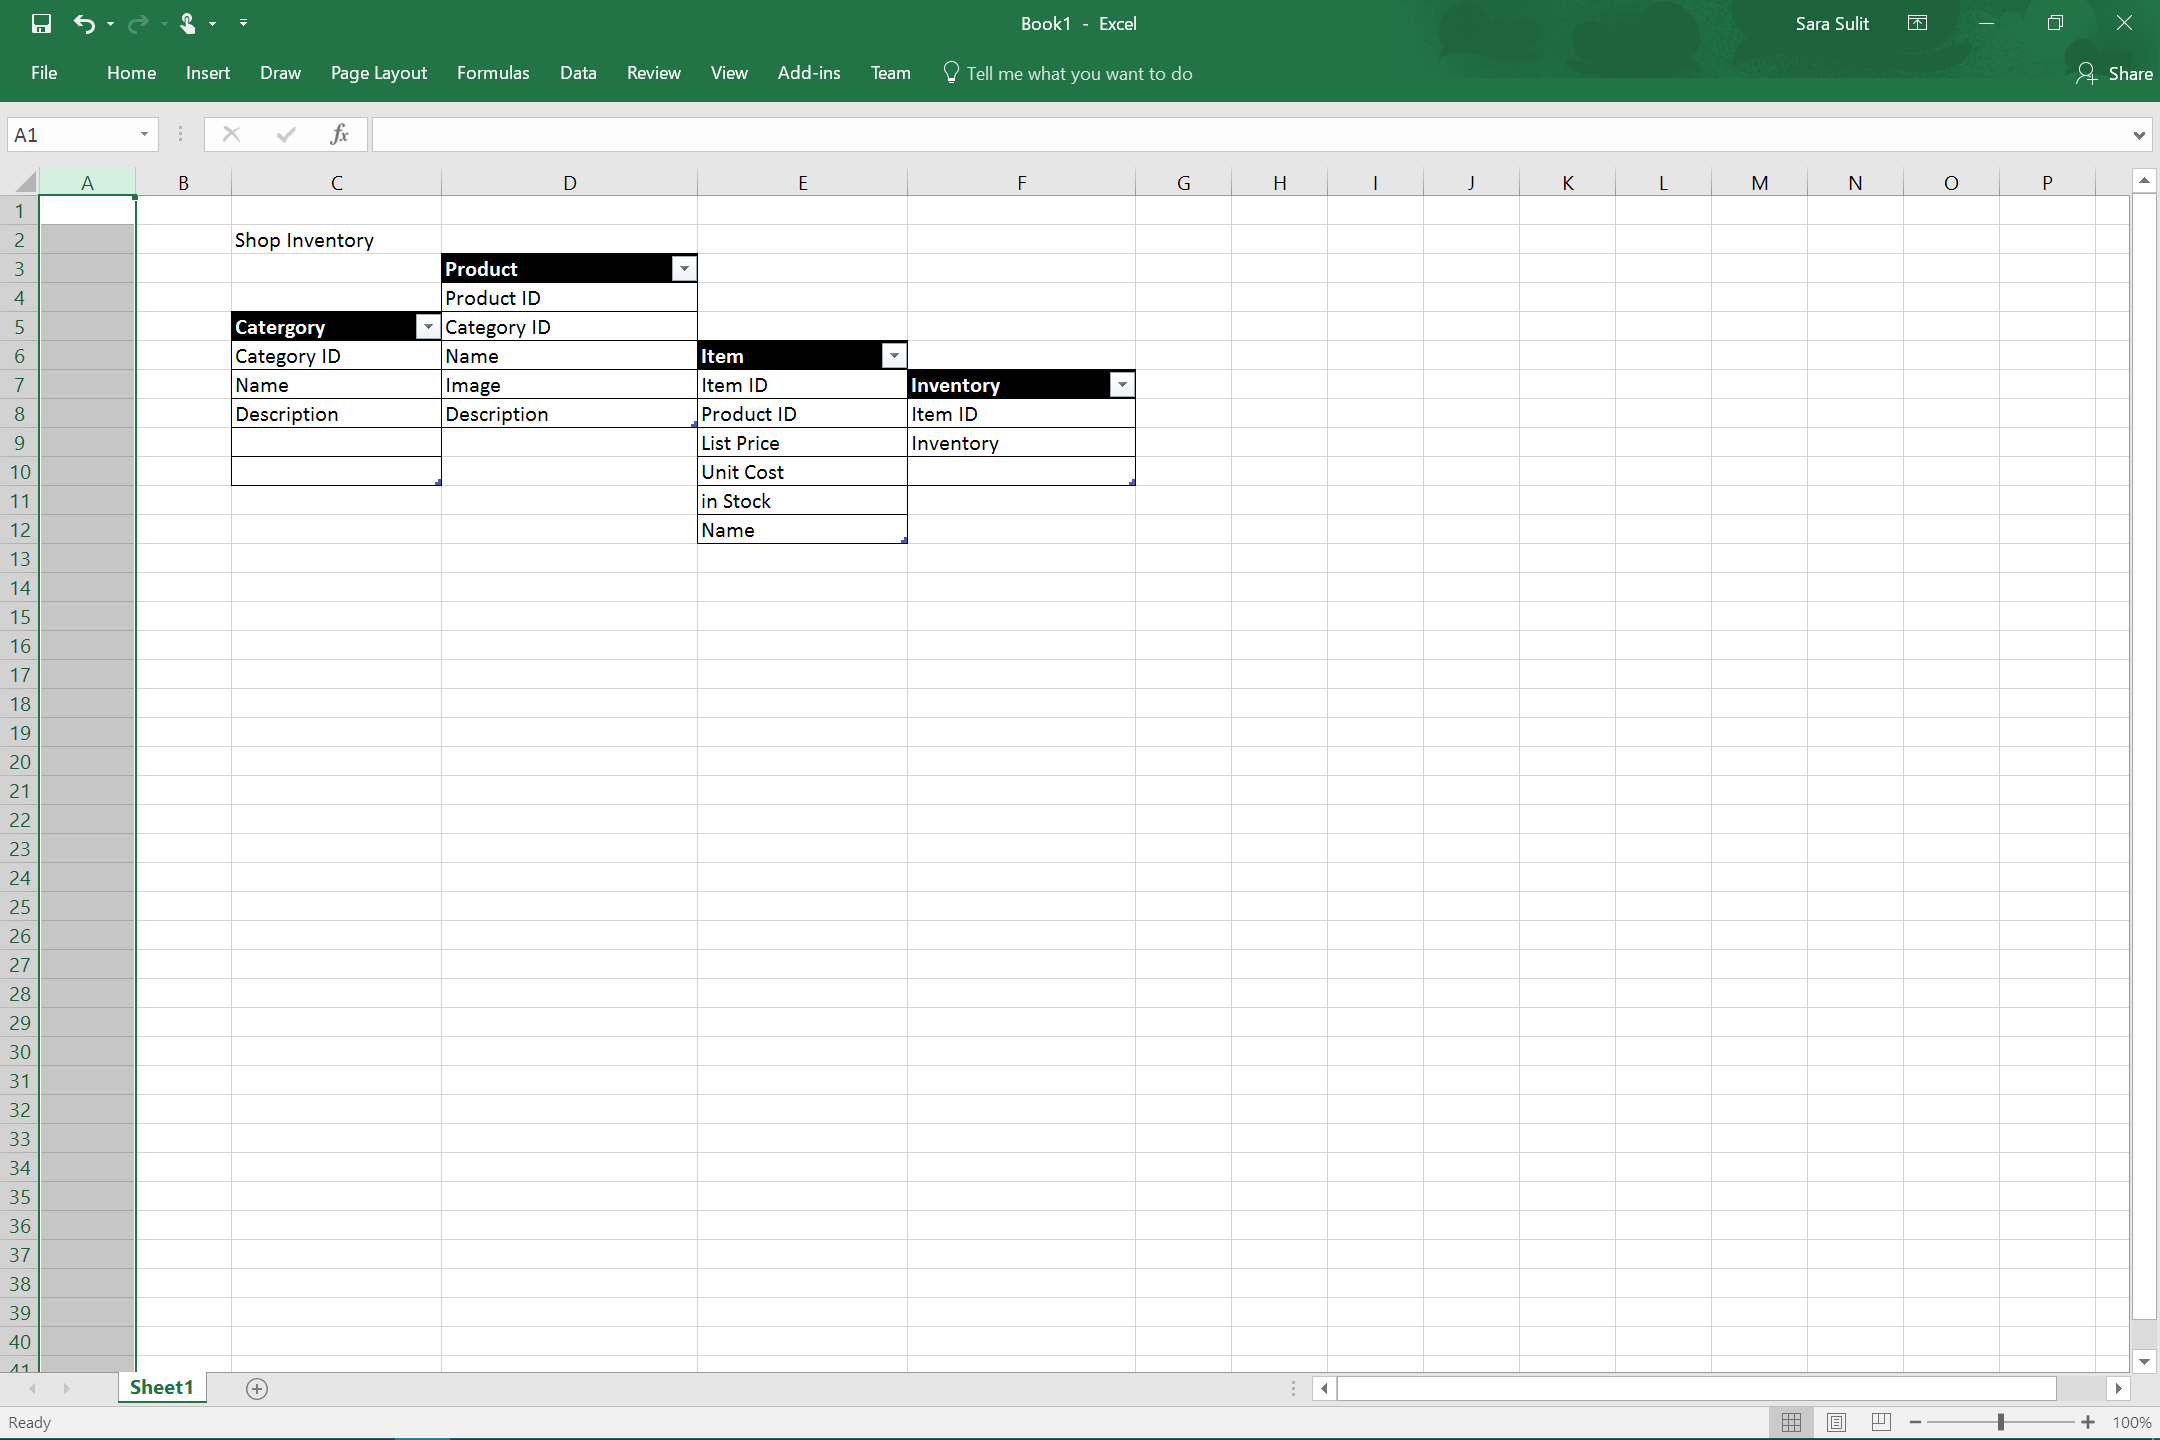 Book1 - Excel
Sara Sulit
File Home Insert Draw Page Layout Formulas Data Review View Add-ins Team Tell me what you want to do Share
A1 fx
A B C D E F G H I J K L M N O P
1
2 Shop Inventory
3 Product
4 Product ID
5 Catergory Category ID
6 Category ID Name Item
7 Name Image Item ID Inventory
8 Description Description Product ID Item ID
9 List Price Inventory
10 Unit Cost
11 in Stock
12 Name
13
14
15
16
17
18
19
20
21
22
23
24
25
26
27
28
29
30
31
32
33
34
35
36
37
38
39
40
41
Sheet1
Ready 100%